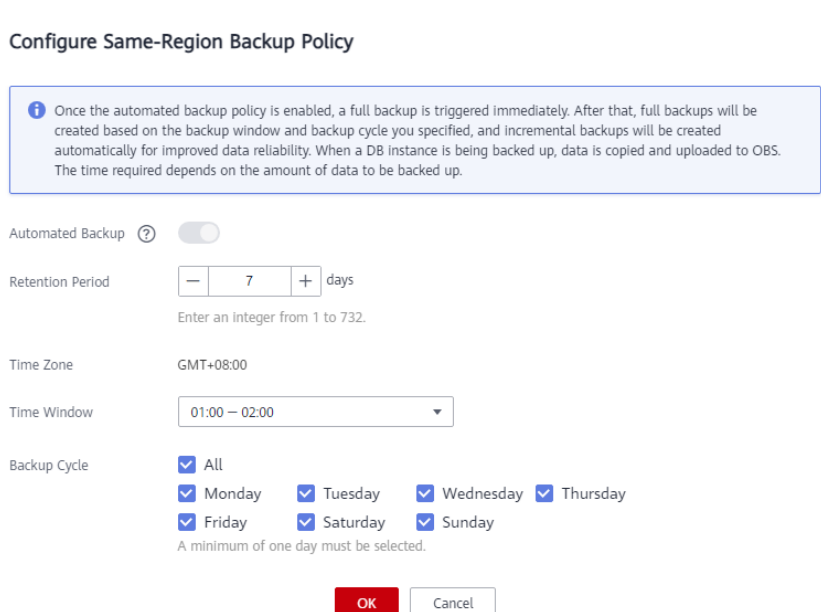 Configure Same-Region Backup Policy
Once the automated backup policy is enabled, a full backup is triggered immediately. After that, full backups will be
created based on the backup window and backup cycle you specified, and incremental backups will be created
automatically for improved data reliability. When a DB instance is being backed up, data is copied and uploaded to OBS.
The time required depends on the amount of data to be backed up.
Automated Backup ?
Retention Period — 7 + days
Enter an integer from 1 to 732.
Time Zone GMT+08:00
Time Window 01:00 — 02:00
Backup Cycle All
Monday Tuesday Wednesday Thursday
Friday Saturday Sunday
A minimum of one day must be selected.
OK Cancel